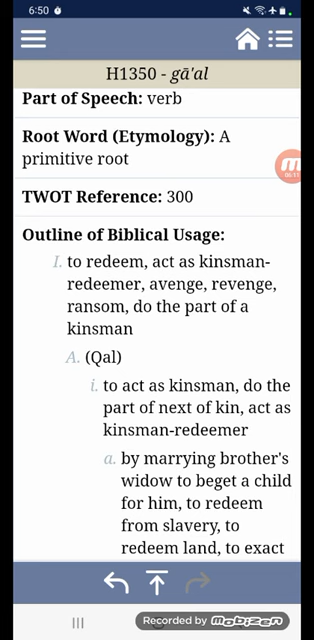 6:50
H1350 - gā'al
Part of Speech: verb
Root Word (Etymology): A
primitive root
TWOT Reference: 300
Outline of Biblical Usage:
I. to redeem, act as kinsman-
redeemer, avenge, revenge,
ransom, do the part of a
kinsman
A. (Qal)
i. to act as kinsman, do the
part of next of kin, act as
kinsman-redeemer
a. by marrying brother's
widow to beget a child
for him, to redeem
from slavery, to
redeem land, to exact
Recorded by mobizen